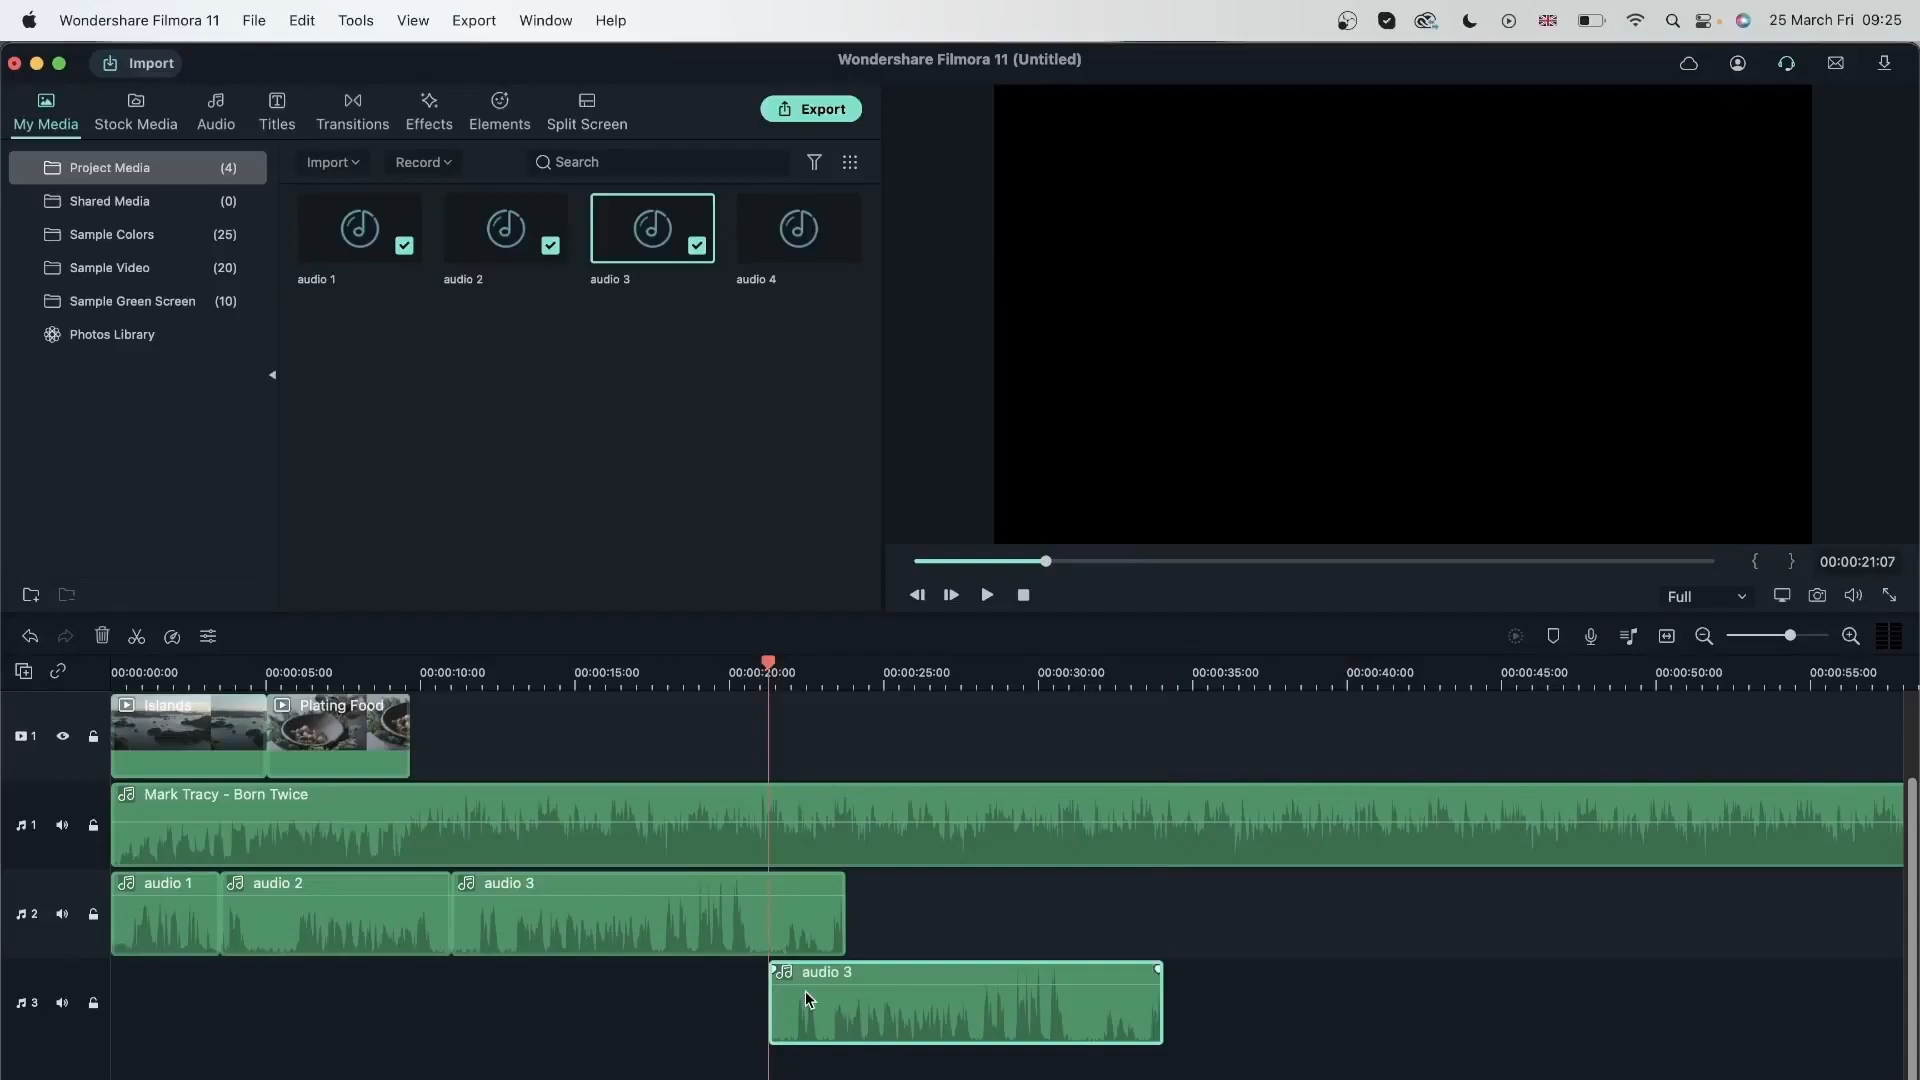 Wondershare Filmora 11 File Edit Tools View Export Window Help 25 March Fri 09:25
Import Wondershare Filmora 11 (Untitled)
My Media Stock Media Audio Titles Transitions Effects Elements Split Screen Export
Project Media (4)
Import Record Search
Shared Media (0)
Sample Colors (25)
Sample Video (20)
Sample Green Screen (10)
Photos Library
audio 1 audio 2 audio 3 audio 4
{ } 00:00:21:07
Full
00:00:00:00 00:00:05:00 00:00:10:00 00:00:15:00 00:00:20:00 00:00:25:00 00:00:30:00 00:00:35:00 00:00:40:00 00:00:45:00 00:00:50:00 00:00:55:00
Islands Plating Food
1
Mark Tracy - Born Twice
1
audio 1 audio 2 audio 3
2
audio 3
3